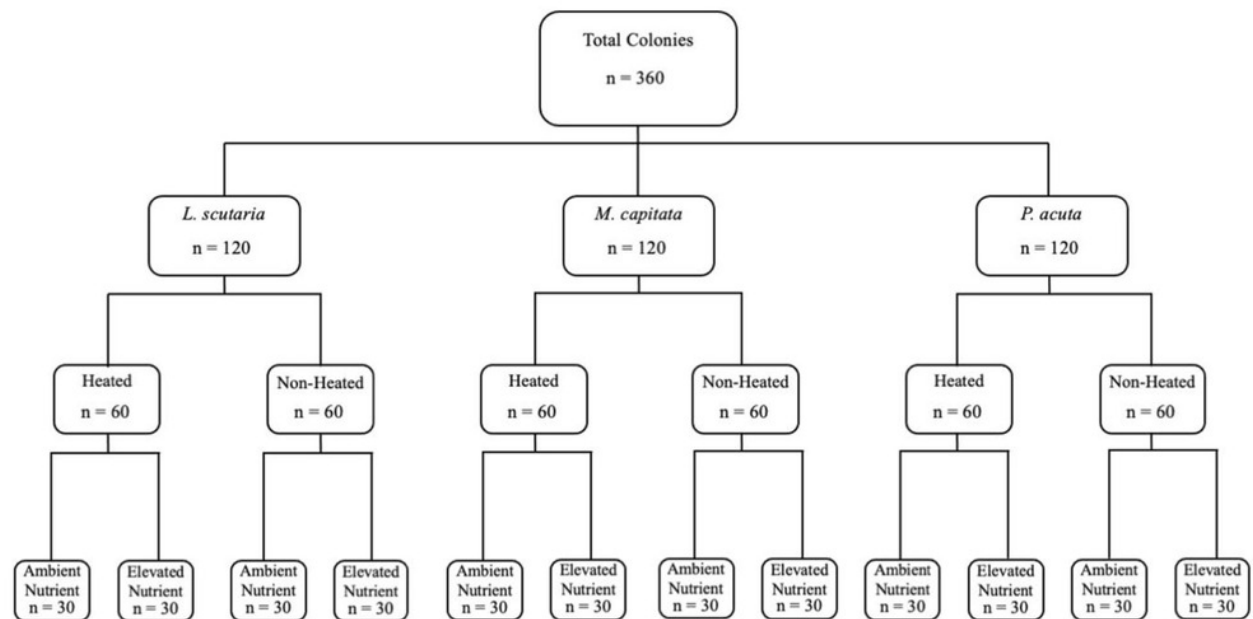 Total Colonies
n = 360
L. scutaria
n = 120
M. capitata
n = 120
P. acuta
n = 120
Heated
n = 60
Non-Heated
n = 60
Heated
n = 60
Non-Heated
n = 60
Heated
n = 60
Non-Heated
n = 60
Ambient
Nutrient
n = 30
Elevated
Nutrient
n = 30
Ambient
Nutrient
n = 30
Elevated
Nutrient
n = 30
Ambient
Nutrient
n = 30
Elevated
Nutrient
n = 30
Ambient
Nutrient
n = 30
Elevated
Nutrient
n = 30
Ambient
Nutrient
n = 30
Elevated
Nutrient
n = 30
Ambient
Nutrient
n = 30
Elevated
Nutrient
n = 30